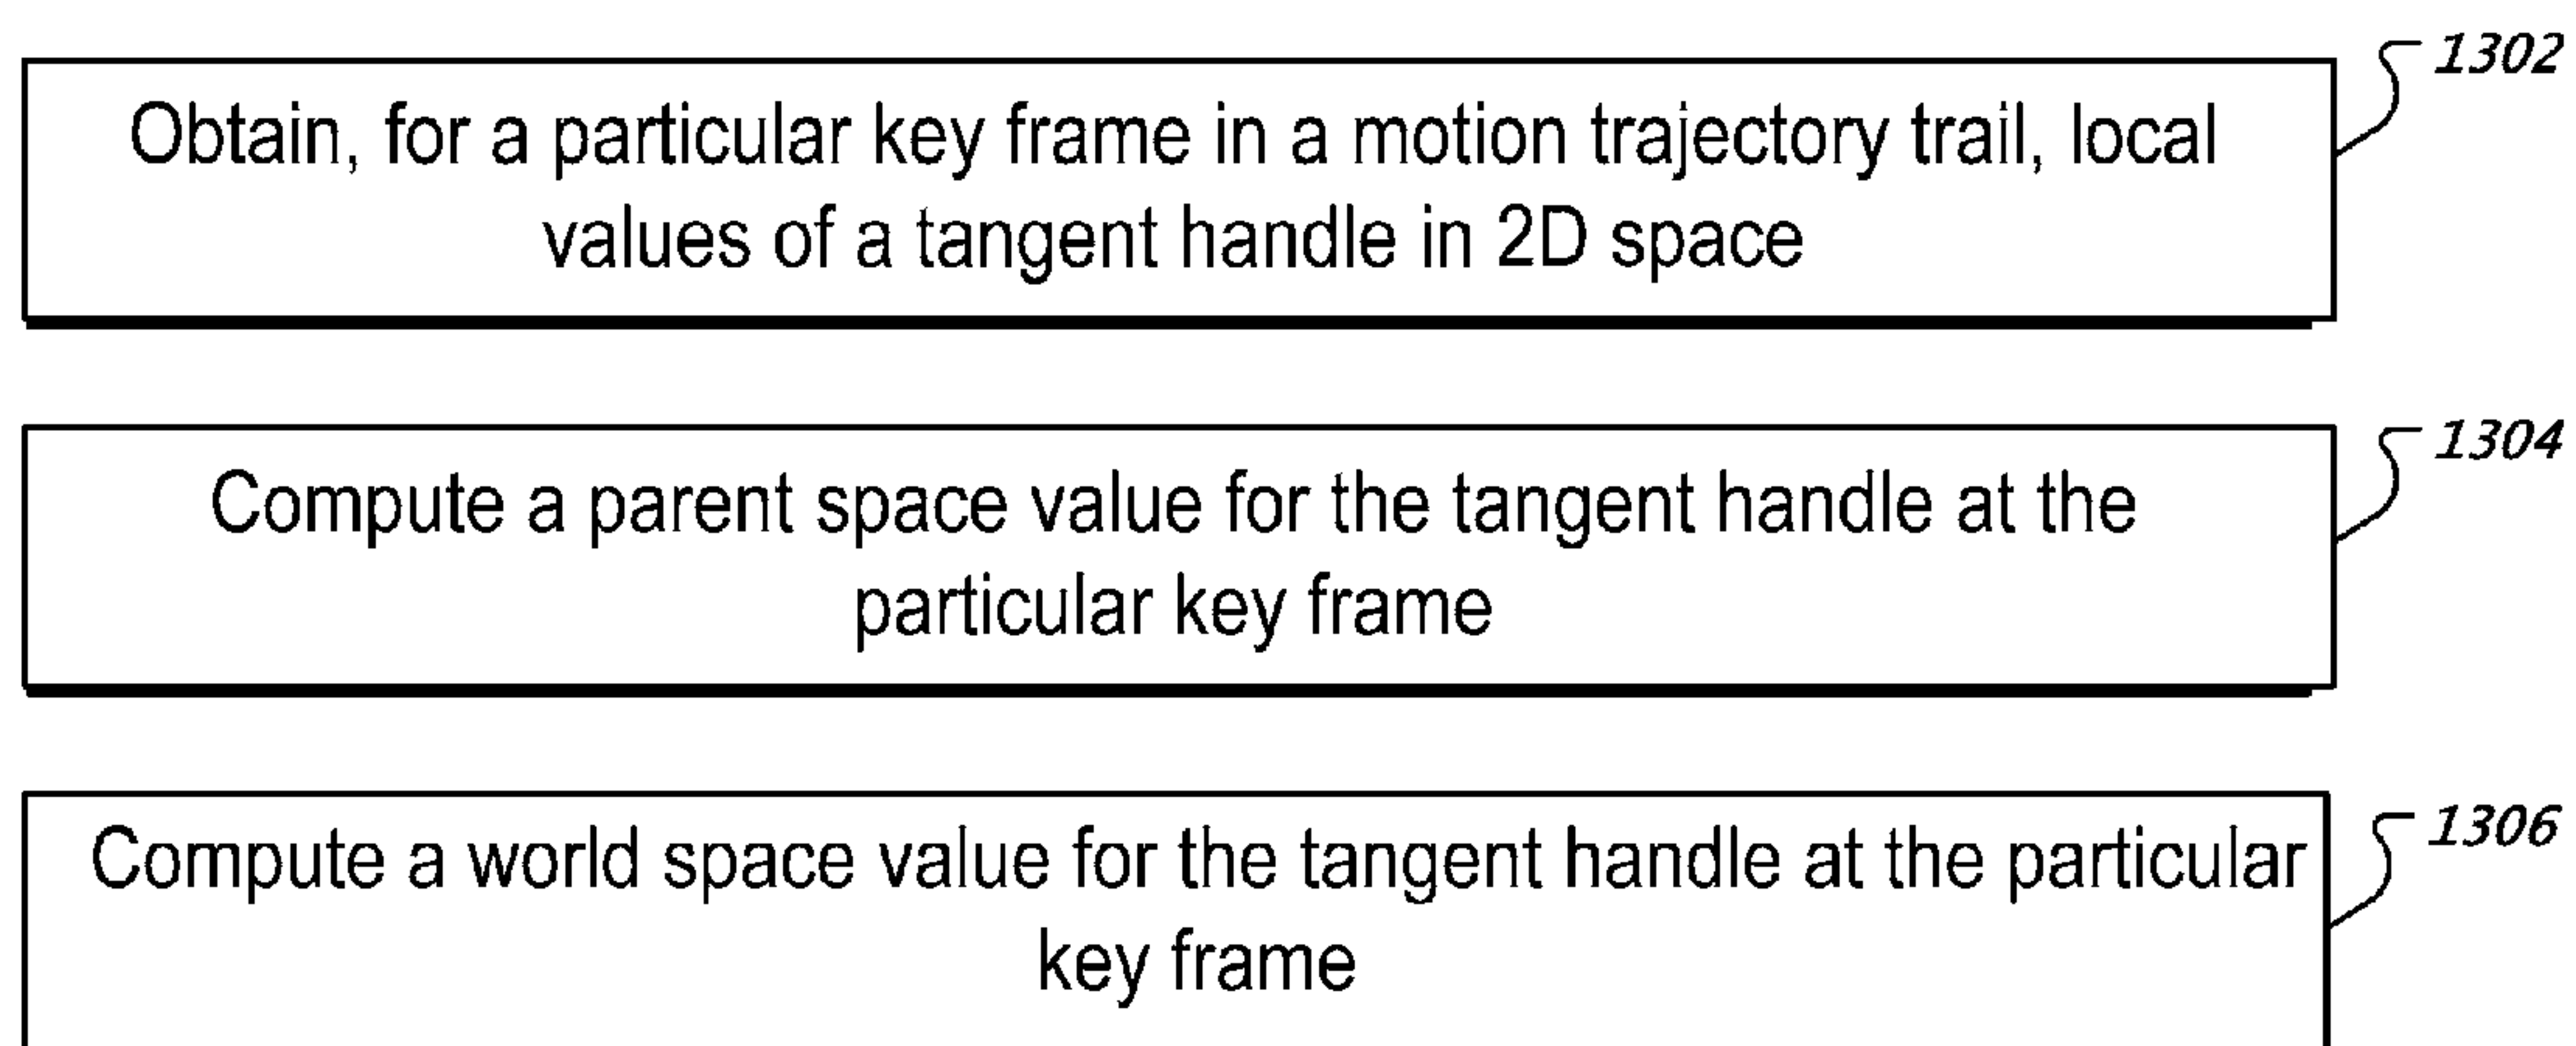 1302
Obtain, for a particular key frame in a motion trajectory trail, local
values of a tangent handle in 2D space
1304
Compute a parent space value for the tangent handle at the
particular key frame
1306
Compute a world space value for the tangent handle at the particular
key frame